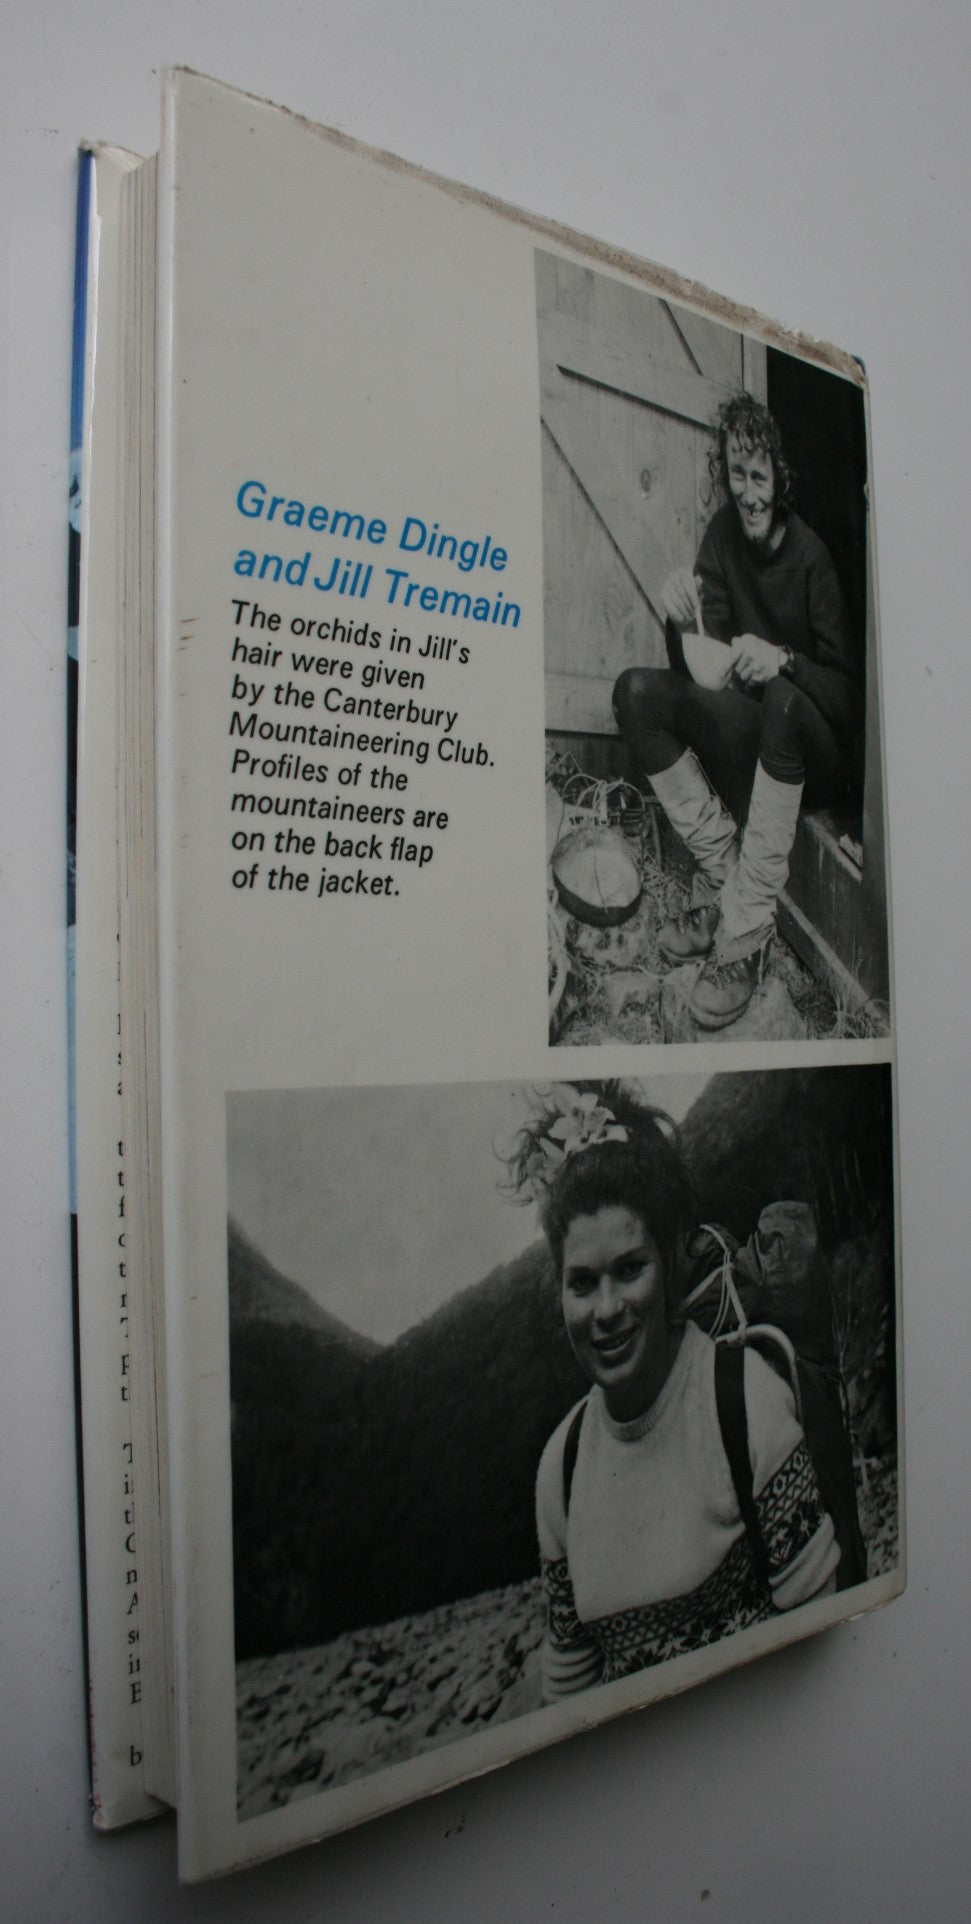 Graeme Dingle
and Jill Tremain
The orchids in Jill's
hair were given
by the Canterbury
Mountaineering Club.
Profiles of the
mountaineers are
on the back flap
of the jacket.